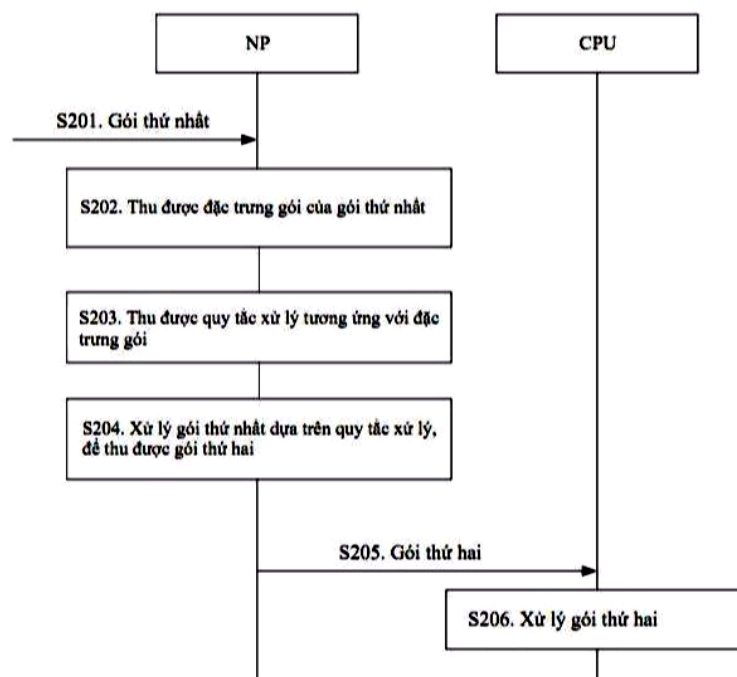 NP
CPU
S201. Gói thứ nhất
S202. Thu được đặc trưng gói của gói thứ nhất
S203. Thu được quy tắc xử lý tương ứng với đặc
trưng gói
S204. Xử lý gói thứ nhất dựa trên quy tắc xử lý,
để thu được gói thứ hai
S205. Gói thứ hai
S206. Xử lý gói thứ hai